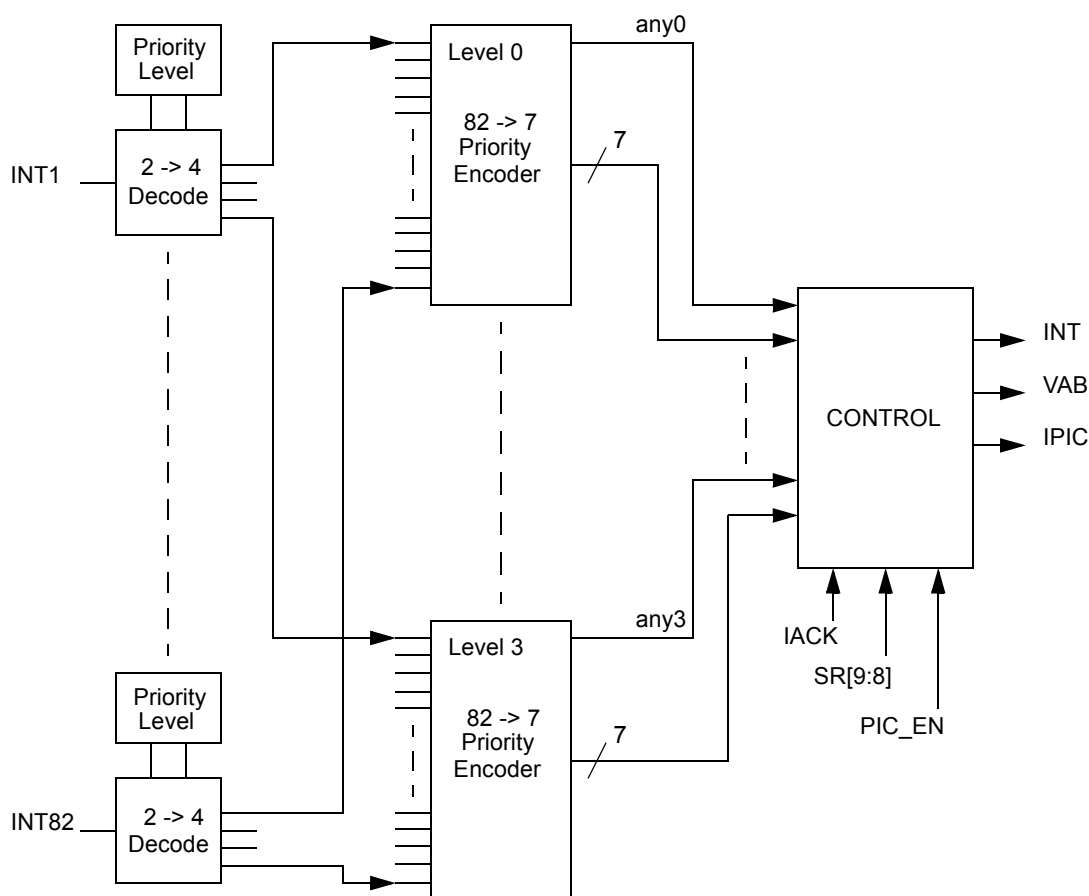 Priority
Level
INT1
2 -> 4
Decode
Level 0
82 -> 7
Priority
Encoder
any0
7
CONTROL
INT
VAB
IPIC
IACK
SR[9:8]
PIC_EN
any3
Level 3
82 -> 7
Priority
Encoder
7
Priority
Level
INT82
2 -> 4
Decode